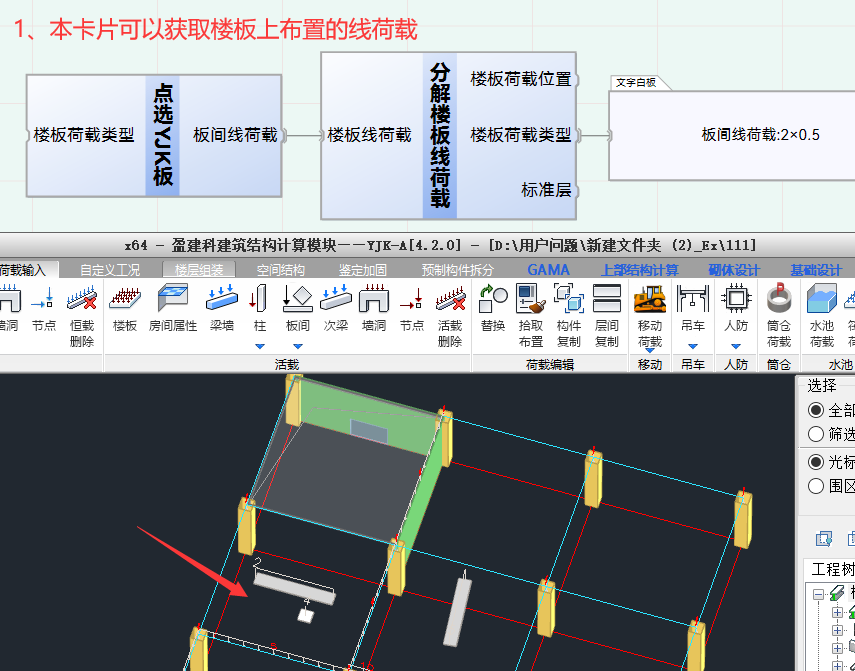 1、本卡片可以获取楼板上布置的线荷载
楼板荷载类型
点选YJK板
板间线荷载
楼板线荷载
分解楼板线荷载
楼板荷载位置
楼板荷载类型
标准层
文字白板
板间线荷载:2×0.5
x64 - 盈建科建筑结构计算模块--YJK-A[4.2.0] - [D:\用户问题\新建文件夹 (2)_Ex\111]
荷载输入 自定义工况 楼层组装 空间结构 鉴定加固 预制构件拆分 GAMA 上部结构计算 砌体设计 基础设计
墙洞 节点 恒载删除 楼板 房间属性 梁墙 柱 板间 次梁 墙洞 节点 活载删除 替换 拾取布置 构件复制 层间复制 移动荷载 吊车 人防 筒仓荷载 水池荷载
活载 荷载编辑 移动 吊车 人防 筒仓 水池
选择
全部
筛选
光标
围区
2
1
工程树